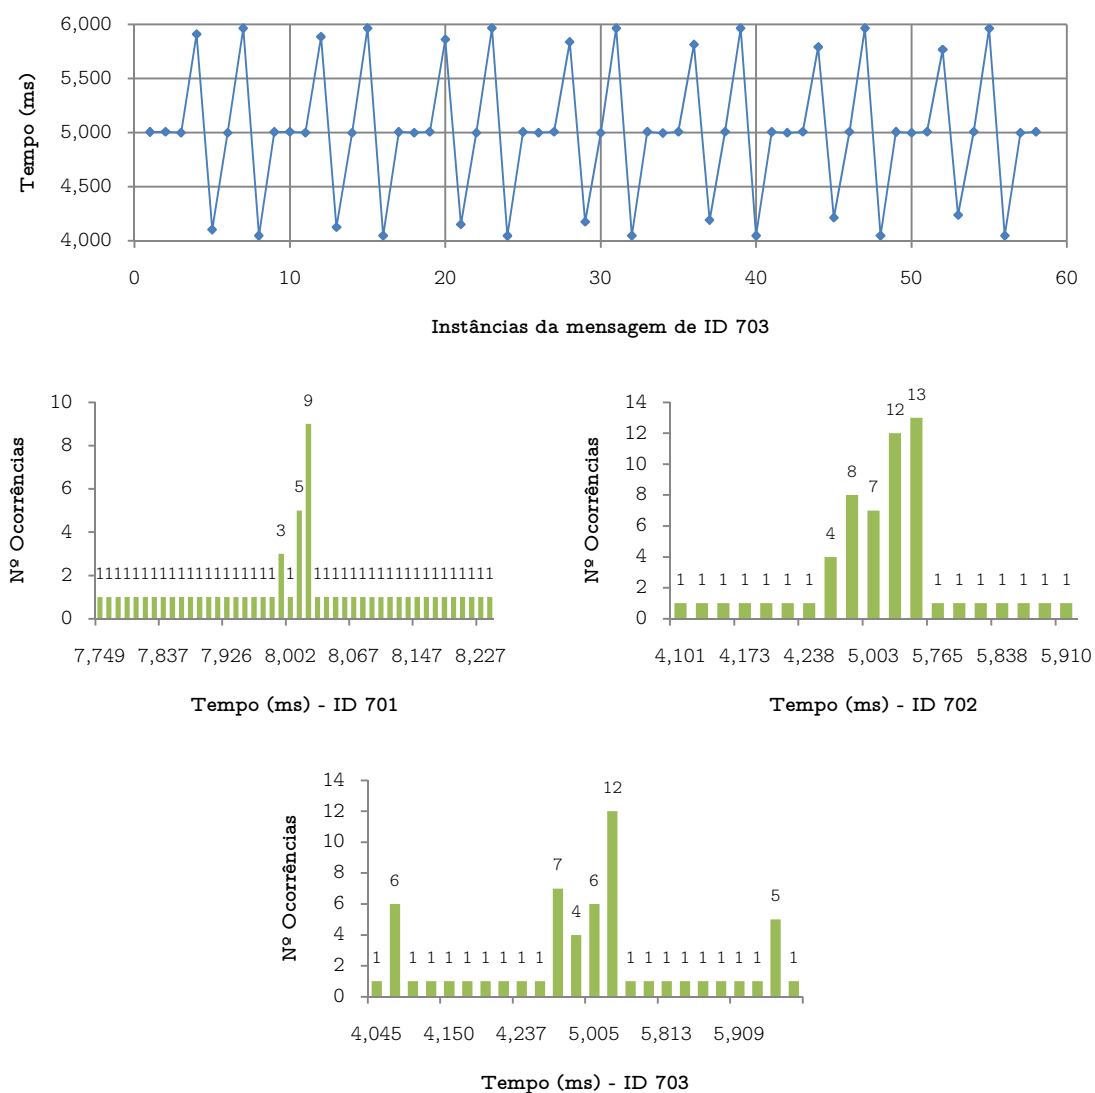 6,000
5,500
5,000
4,500
4,000
Tempo (ms)
0 10 20 30 40 50 60
Instâncias da mensagem de ID 703
10
8
6
4
2
0
Nº Ocorrências
9
5
3
11111111111111111111 1 11111111111111111111
7,749 7,837 7,926 8,002 8,067 8,147 8,227
Tempo (ms) - ID 701
14
12
10
8
6
4
2
0
Nº Ocorrências
1 1 1 1 1 1 1 4 8 7 12 13 1 1 1 1 1 1 1
4,101 4,173 4,238 5,003 5,765 5,838 5,910
Tempo (ms) - ID 702
14
12
10
8
6
4
2
0
Nº Ocorrências
1 6 1 1 1 1 1 1 1 1 7 4 6 12 1 1 1 1 1 1 1 1 5 1
4,045 4,150 4,237 5,005 5,813 5,909
Tempo (ms) - ID 703